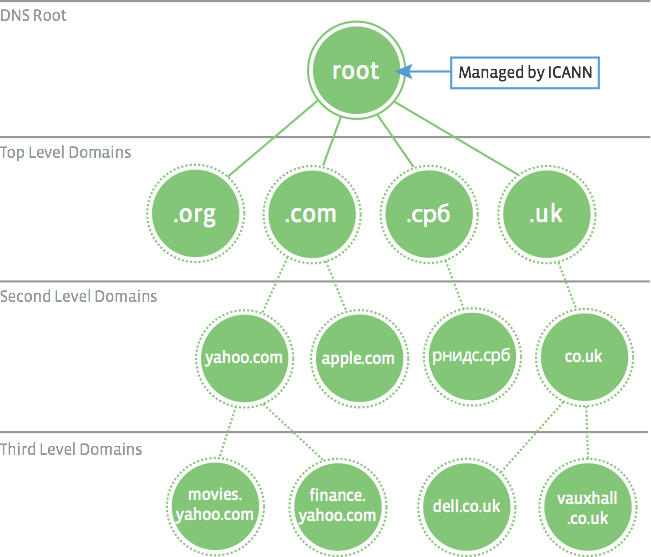 DNS Root
root
Managed by ICANN
Top Level Domains
.org
.com
.срб
.uk
Second Level Domains
yahoo.com
apple.com
рнидс.срб
co.uk
Third Level Domains
movies.
yahoo.com
finance.
yahoo.com
dell.co.uk
vauxhall
.co.uk